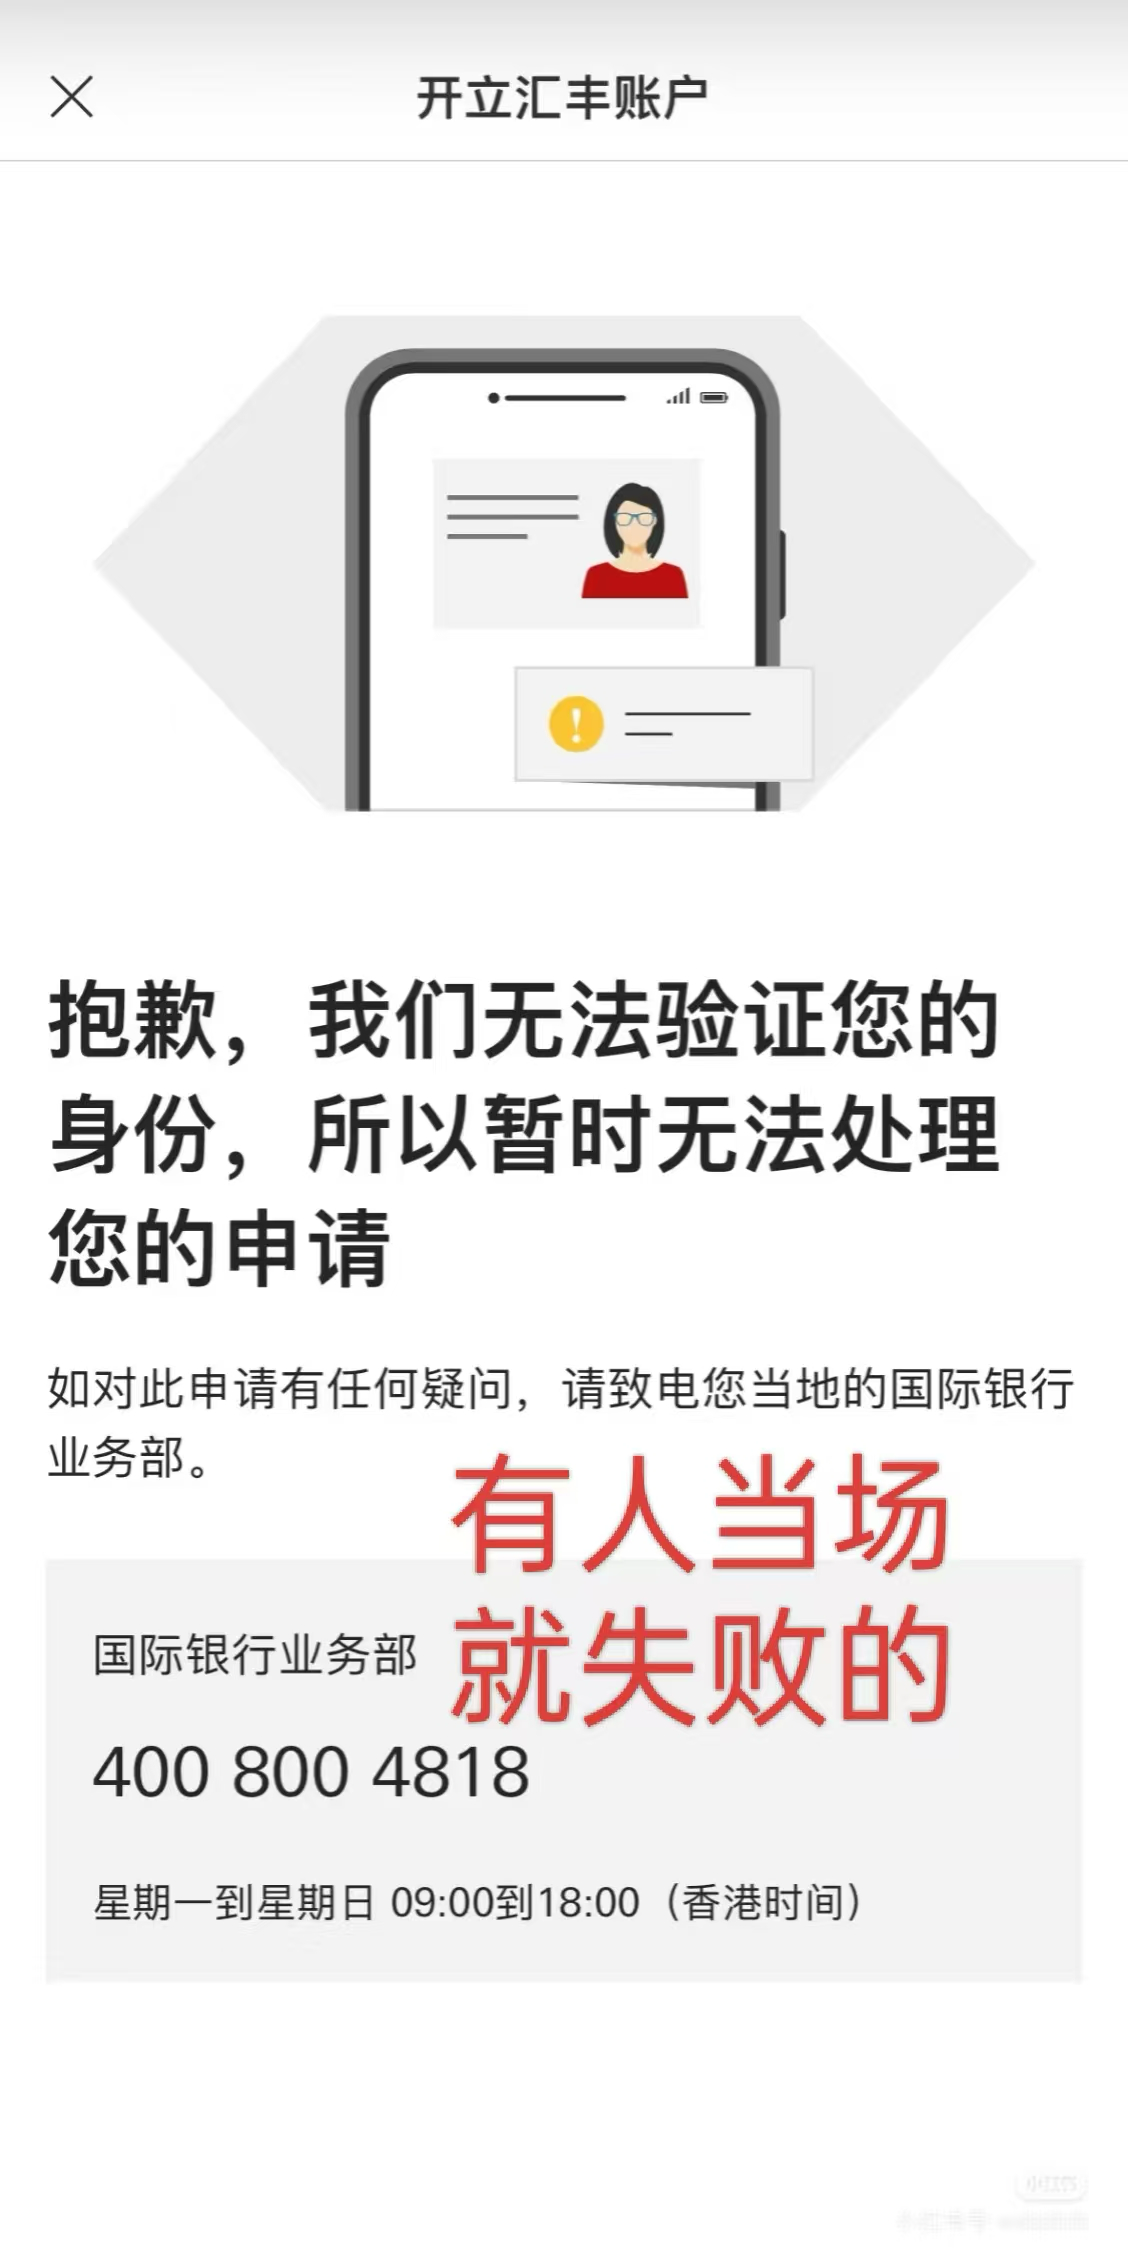 开立汇丰账户
抱歉，我们无法验证您的
身份，所以暂时无法处理
您的申请
如对此申请有任何疑问，请致电您当地的国际银行
业务部。
有人当场
就失败的
国际银行业务部
400 800 4818
星期一到星期日 09:00到18:00（香港时间）